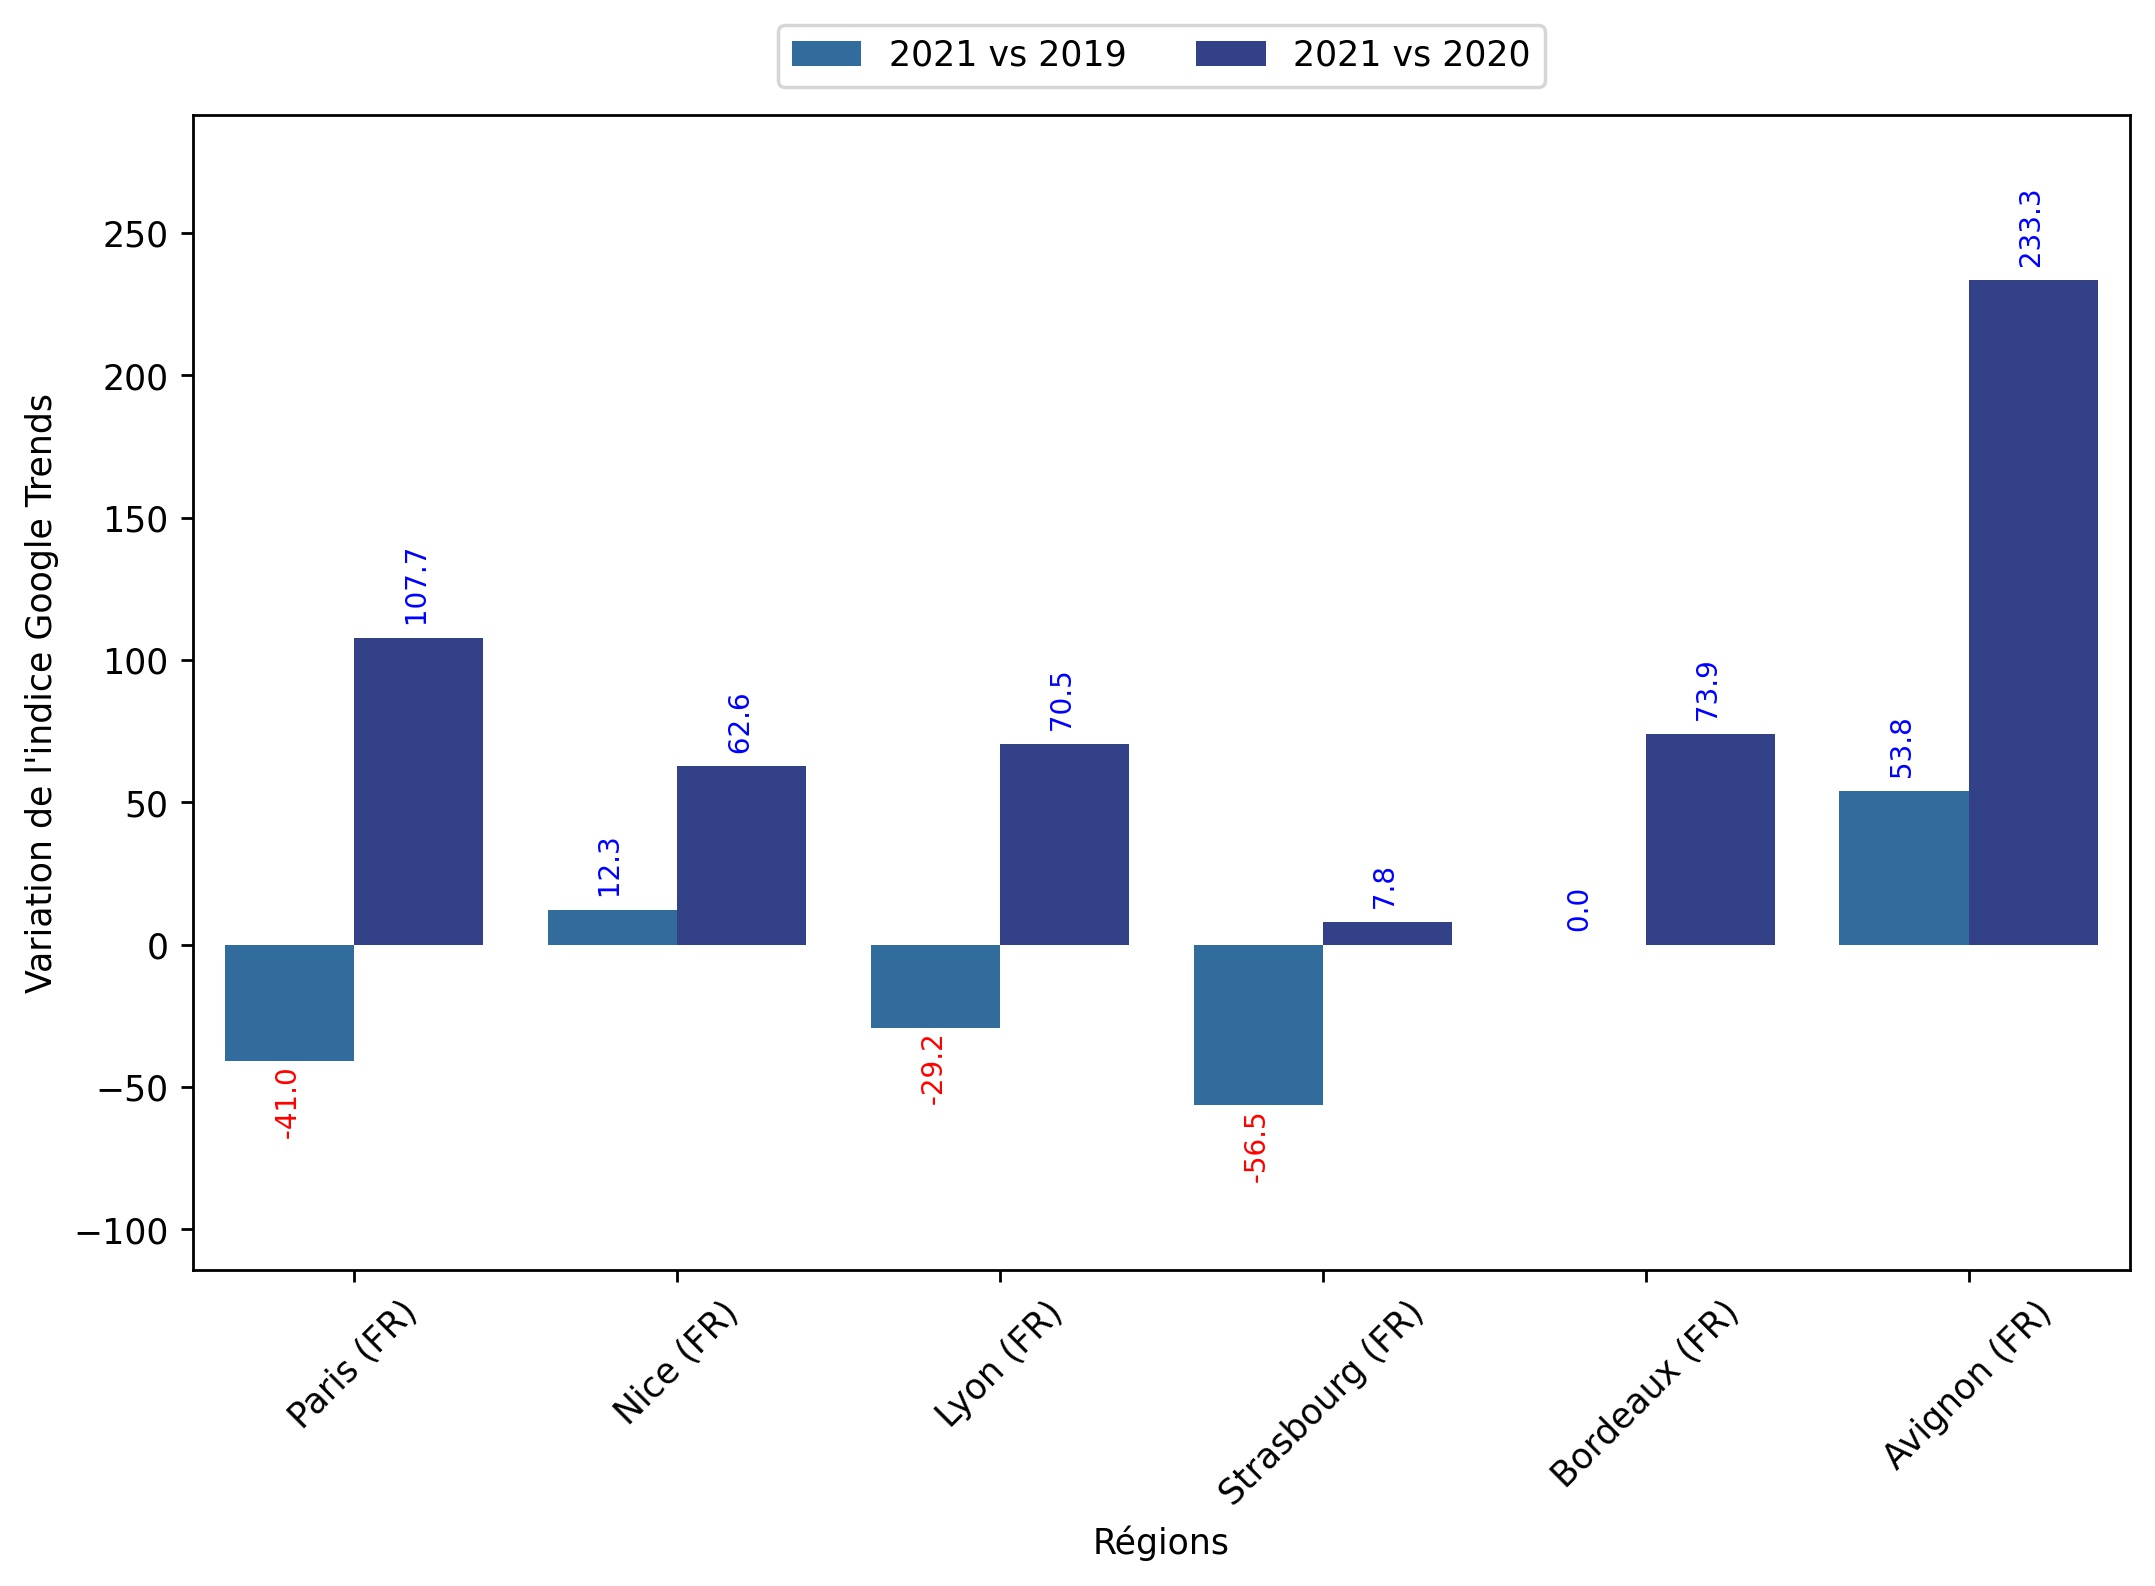 2021 vs 2019
2021 vs 2020
Variation de l'indice Google Trends
250
200
150
100
50
0
−50
−100
-41.0
107.7
12.3
62.6
-29.2
70.5
-56.5
7.8
0.0
73.9
53.8
233.3
Paris (FR)
Nice (FR)
Lyon (FR)
Strasbourg (FR)
Bordeaux (FR)
Avignon (FR)
Régions